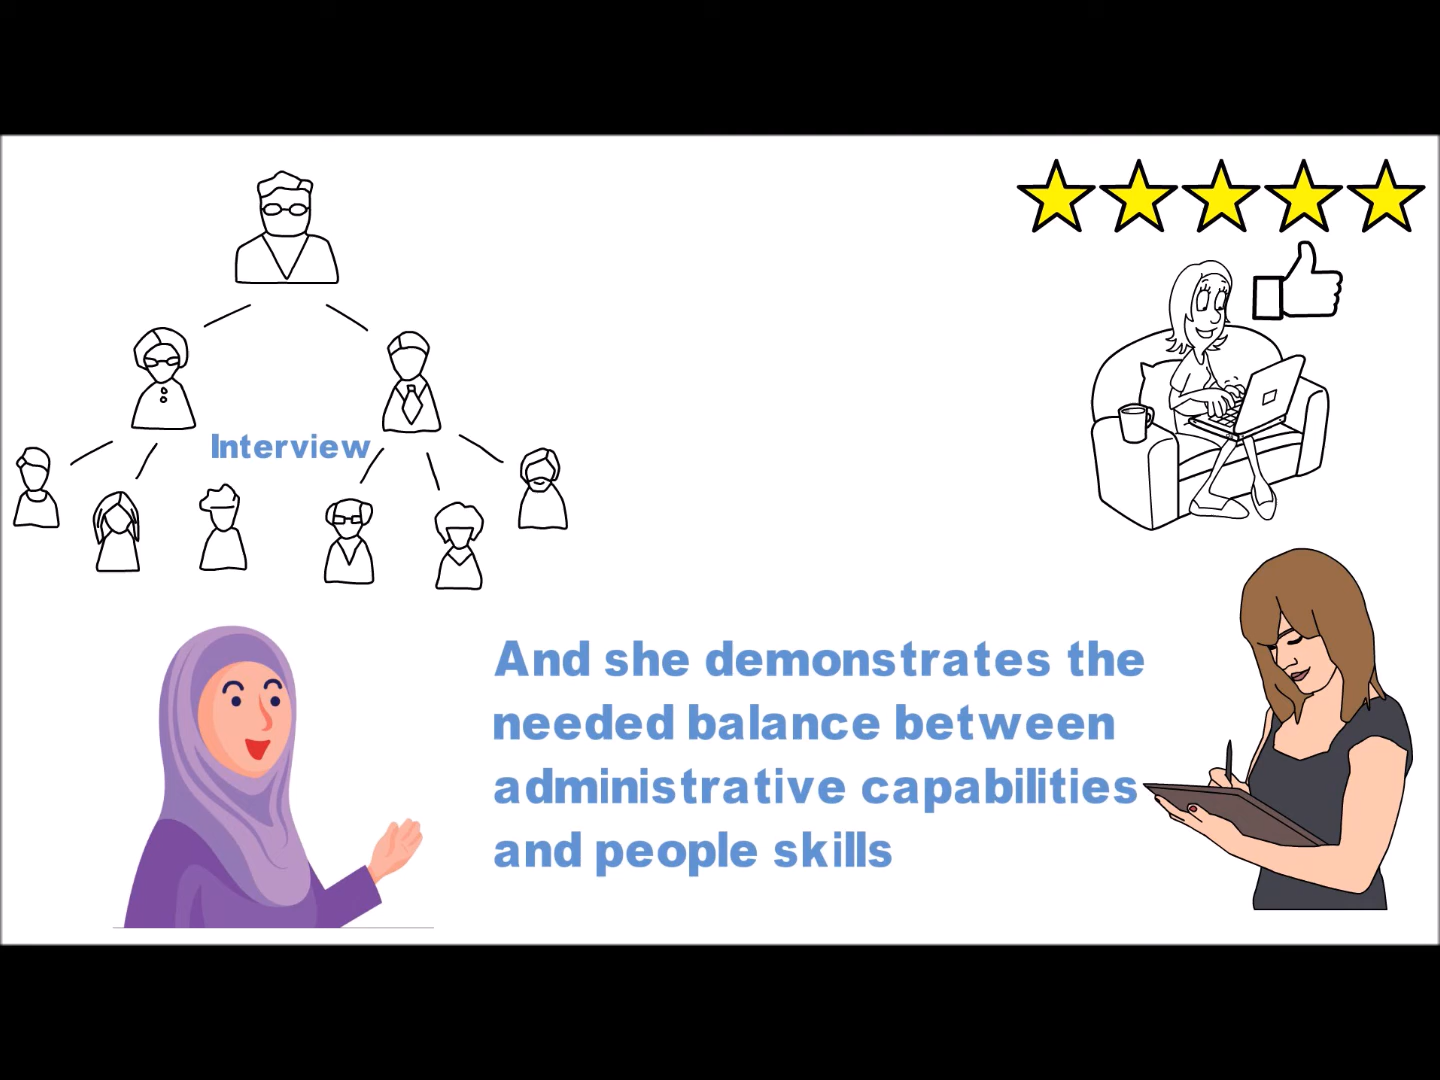 Interview
And she demonstrates the
needed balance between
administrative capabilities
and people skills